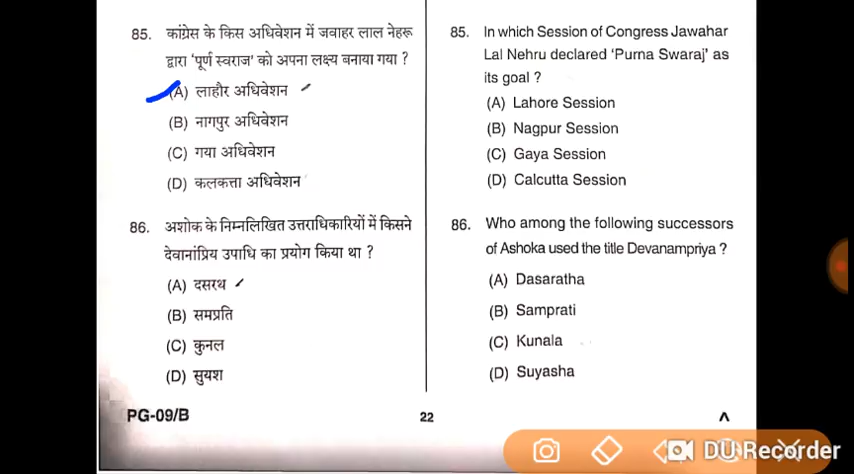 85. कांग्रेस के किस अधिवेशन में जवाहर लाल नेहरू
द्वारा 'पूर्ण स्वराज' को अपना लक्ष्य बनाया गया ?
(A) लाहौर अधिवेशन
(B) नागपुर अधिवेशन
(C) गया अधिवेशन
(D) कलकत्ता अधिवेशन
86. अशोक के निम्नलिखित उत्तराधिकारियों में किसने
देवानांप्रिय उपाधि का प्रयोग किया था ?
(A) दसरथ
(B) समप्रति
(C) कुनल
(D) सुयश
85. In which Session of Congress Jawahar
Lal Nehru declared 'Purna Swaraj' as
its goal ?
(A) Lahore Session
(B) Nagpur Session
(C) Gaya Session
(D) Calcutta Session
86. Who among the following successors
of Ashoka used the title Devanampriya ?
(A) Dasaratha
(B) Samprati
(C) Kunala
(D) Suyasha
PG-09/B
22
A
DU Recorder